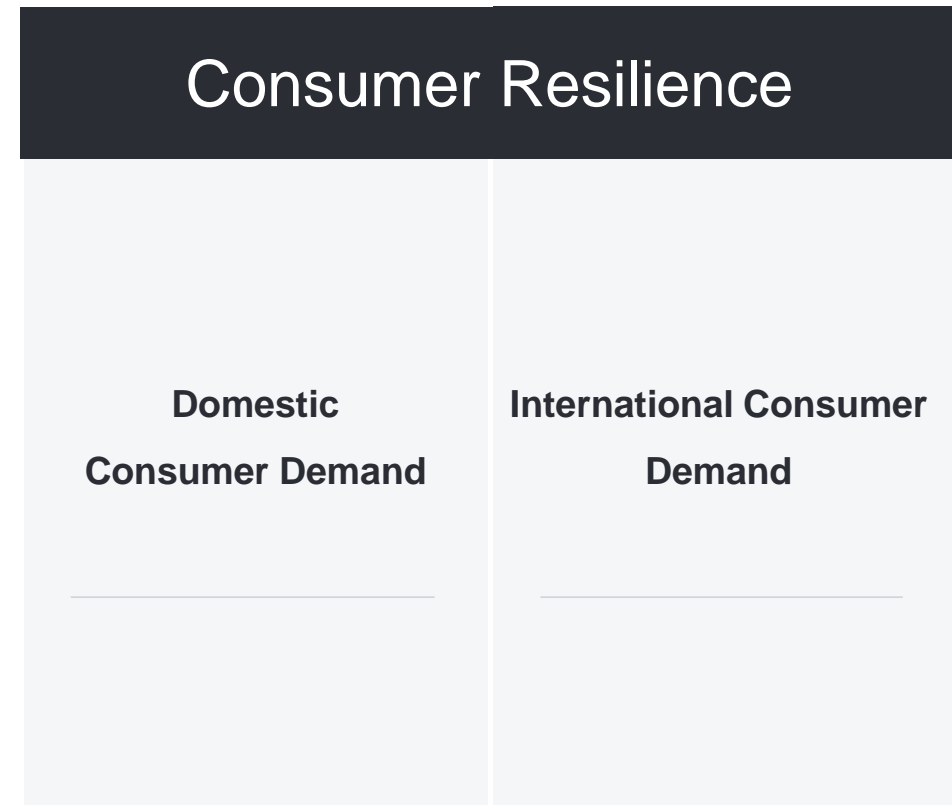 Consumer Resilience
Domestic
Consumer Demand
International Consumer
Demand